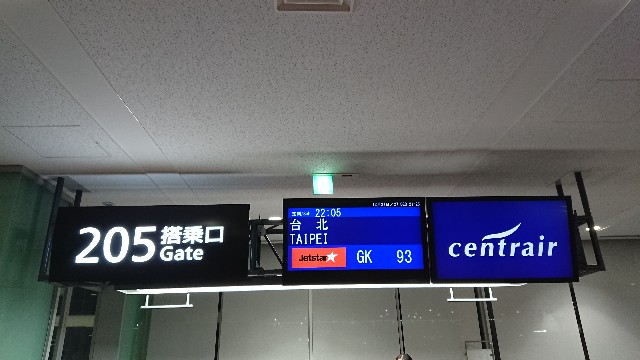 205 搭乗口
Gate
22:05
台 北
TAIPEI
Jetstar GK 93
centrair